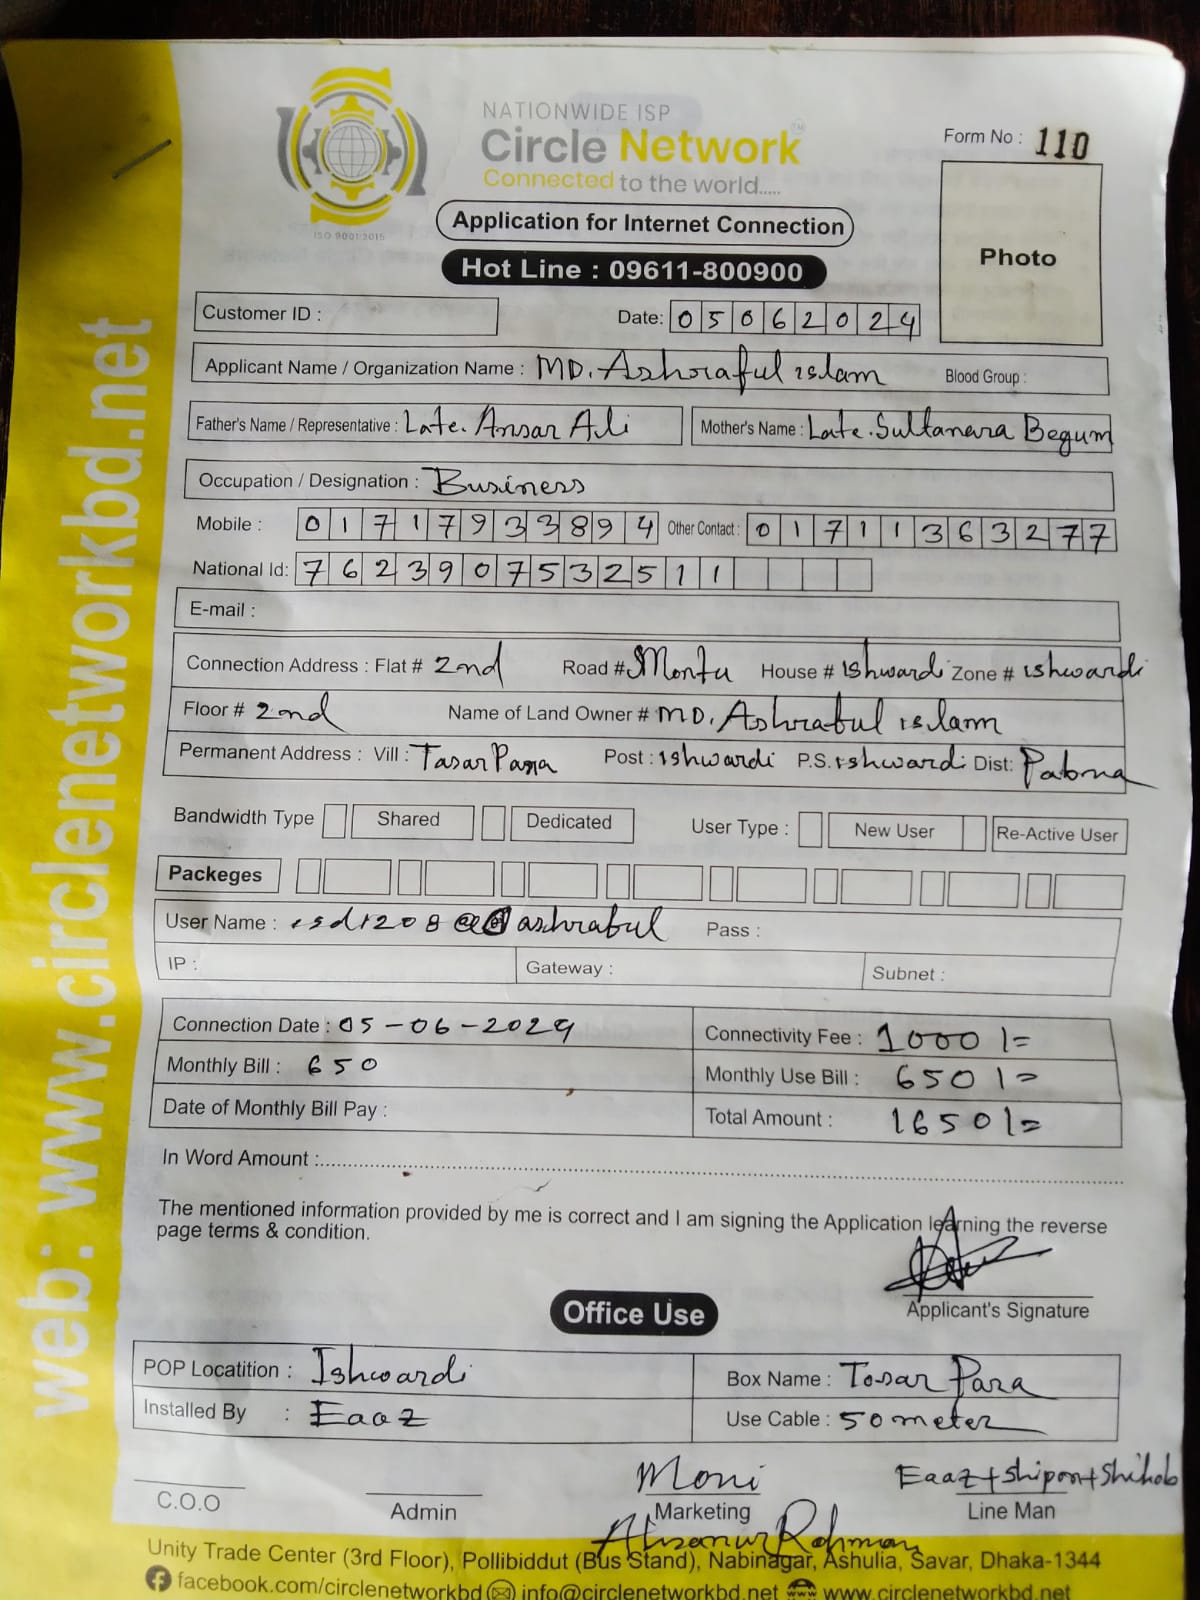 NATIONWIDE ISP
Circle Network
Connected to the world.....
ISO 9001:2015
Form No : 110
Photo
Application for Internet Connection
Hot Line : 09611-800900
Customer ID :
Date: 05062024
Applicant Name / Organization Name : MD. Ashraful islam Blood Group :
Father's Name / Representative : Late. Ansar Ali Mother's Name : Late. Sultanara Begum
Occupation / Designation : Business
Mobile : 01717933894 Other Contact : 01711363277
National Id: 7623907532511
E-mail :
Connection Address : Flat # 2nd Road # Montu House # Ishwardi Zone # ishwardi
Floor # 2nd Name of Land Owner # MD. Ashraful islam
Permanent Address : Vill : Tasar Para Post : ishwardi P.S. ishwardi Dist: Pabna
Bandwidth Type Shared Dedicated User Type : New User Re-Active User
Packeges
User Name : isd1208@ashraful Pass :
IP : Gateway : Subnet :
Connection Date : 05-06-2024 Connectivity Fee : 1000/=
Monthly Bill : 650 Monthly Use Bill : 650/=
Date of Monthly Bill Pay : Total Amount : 1650/=
In Word Amount :
The mentioned information provided by me is correct and I am signing the Application learning the reverse
page terms & condition.
Applicant's Signature
Office Use
POP Locatition : Ishwardi Box Name : Tasar Para
Installed By : Eaaz Use Cable : 50 meter
Moni Eaaz+Shipon+Shihab
C.O.O Admin Marketing Line Man
Ahsanur Rahman
Unity Trade Center (3rd Floor), Pollibiddut (Bus Stand), Nabinagar, Ashulia, Savar, Dhaka-1344
facebook.com/circlenetworkbd info@circlenetworkbd.net www.circlenetworkbd.net
web: www.circlenetworkbd.net